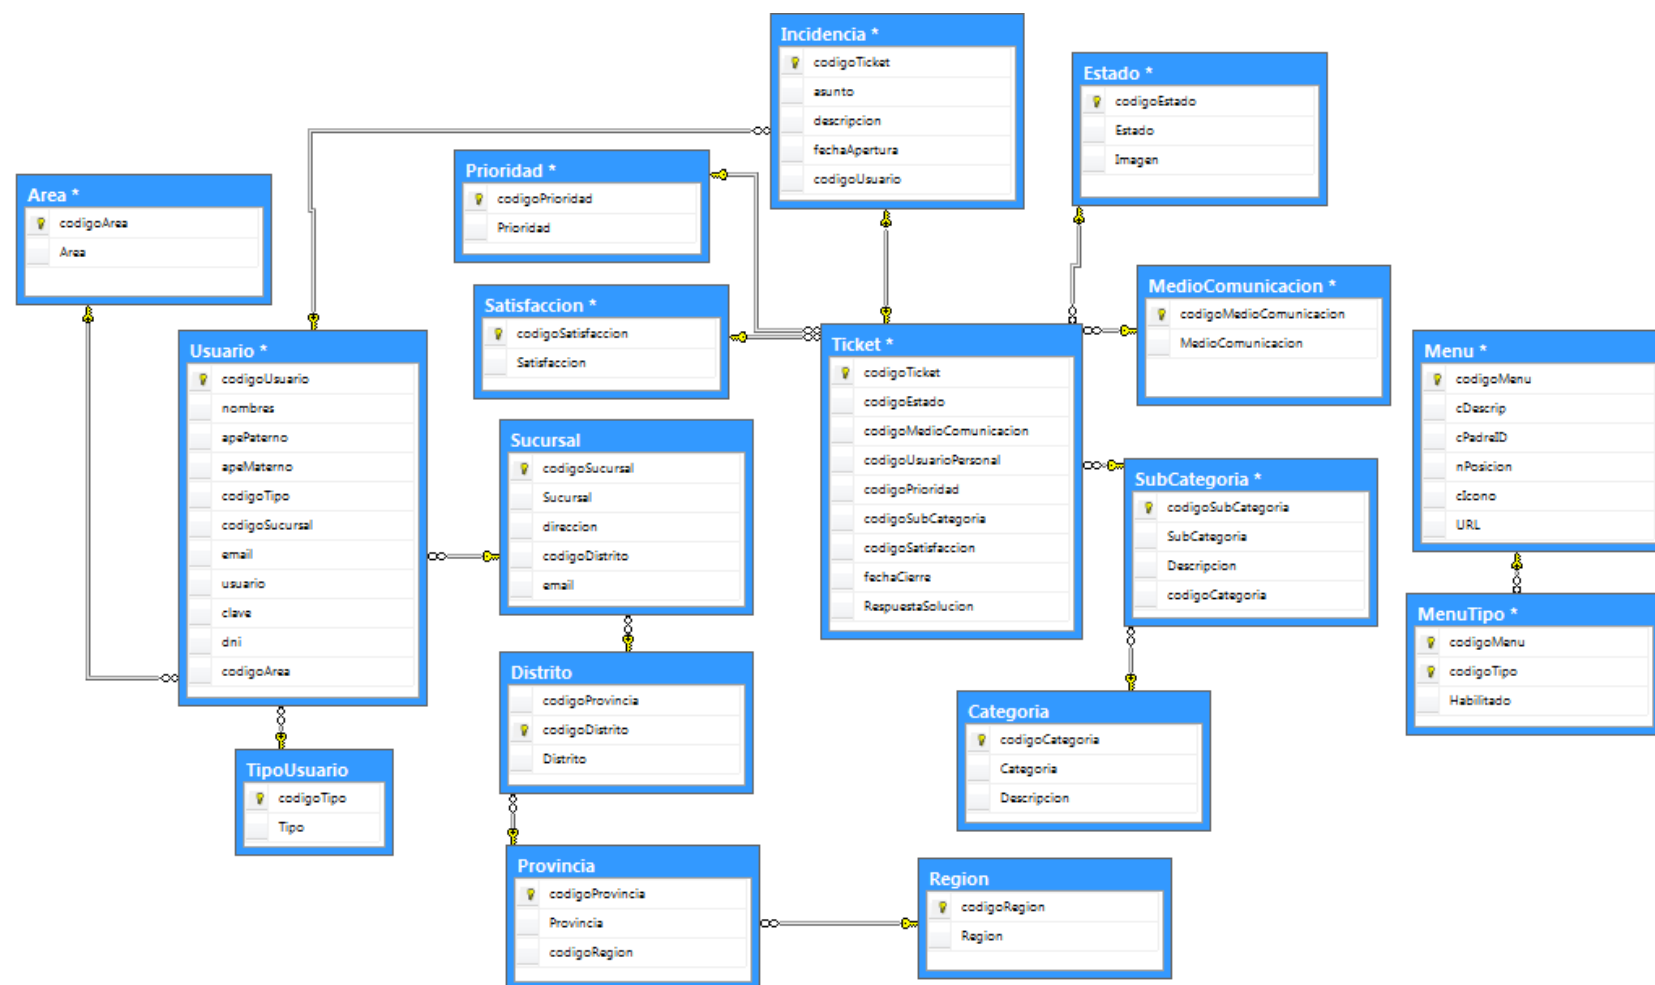 Incidencia *
codigoTicket
asunto
descripcion
fechaApertura
codigoUsuario
Estado *
codigoEstado
Estado
Imagen
Prioridad *
codigoPrioridad
Prioridad
Area *
codigoArea
Area
Satisfaccion *
codigoSatisfaccion
Satisfaccion
MedioComunicacion *
codigoMedioComunicacion
MedioComunicacion
Usuario *
codigoUsuario
nombres
apePaterno
apeMaterno
codigoTipo
codigoSucursal
email
usuario
clave
dni
codigoArea
Ticket *
codigoTicket
codigoEstado
codigoMedioComunicacion
codigoUsuarioPersonal
codigoPrioridad
codigoSubCategoria
codigoSatisfaccion
fechaCierre
RespuestaSolucion
Menu *
codigoMenu
cDescrip
cPadreID
nPosicion
cIcono
URL
Sucursal
codigoSucursal
Sucursal
direccion
codigoDistrito
email
SubCategoria *
codigoSubCategoria
SubCategoria
Descripcion
codigoCategoria
MenuTipo *
codigoMenu
codigoTipo
Habilitado
Distrito
codigoProvincia
codigoDistrito
Distrito
Categoria
codigoCategoria
Categoria
Descripcion
TipoUsuario
codigoTipo
Tipo
Provincia
codigoProvincia
Provincia
codigoRegion
Region
codigoRegion
Region